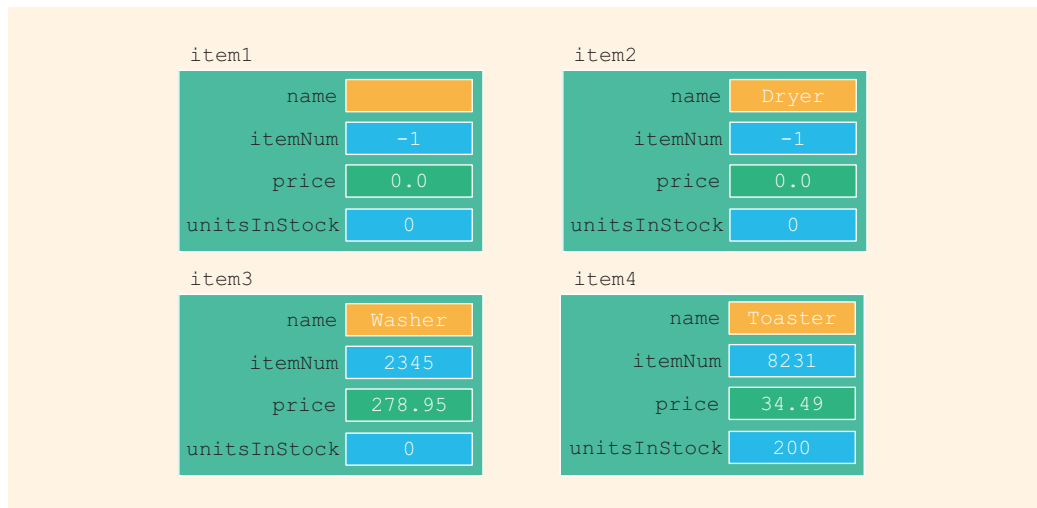 item1
name
itemNum -1
price 0.0
unitsInStock 0
item2
name Dryer
itemNum -1
price 0.0
unitsInStock 0
item3
name Washer
itemNum 2345
price 278.95
unitsInStock 0
item4
name Toaster
itemNum 8231
price 34.49
unitsInStock 200